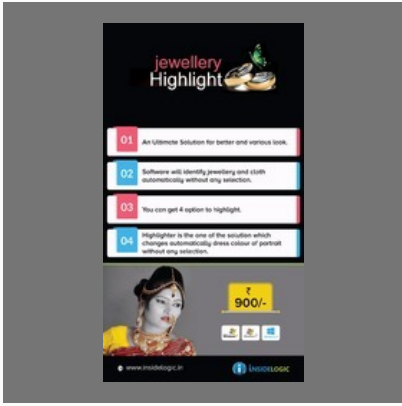 jewellery
Highlight
01
An Ultimate Solution for better and various look.
02
Software will identify jewellery and cloth
automatically without any selection.
03
You can get 4 option to highlight.
04
Highlighter is the one of the solution which
changes automatically dress colour of portrait
without any selection.
₹
900/-
www.insidelogic.in
INSIDELOGIC